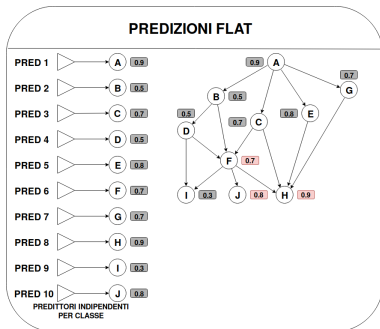 PREDIZIONI FLAT
PRED 1 A 0.9
PRED 2 B 0.5
PRED 3 C 0.7
PRED 4 D 0.5
PRED 5 E 0.8
PRED 6 F 0.7
PRED 7 G 0.7
PRED 8 H 0.9
PRED 9 I 0.3
PRED 10 J 0.8
PREDITTORI INDIPENDENTI
PER CLASSE
0.9 A
0.7
G
B 0.5
0.5
0.7 C
0.8 E
D
F 0.7
I 0.3
J 0.8
H 0.9